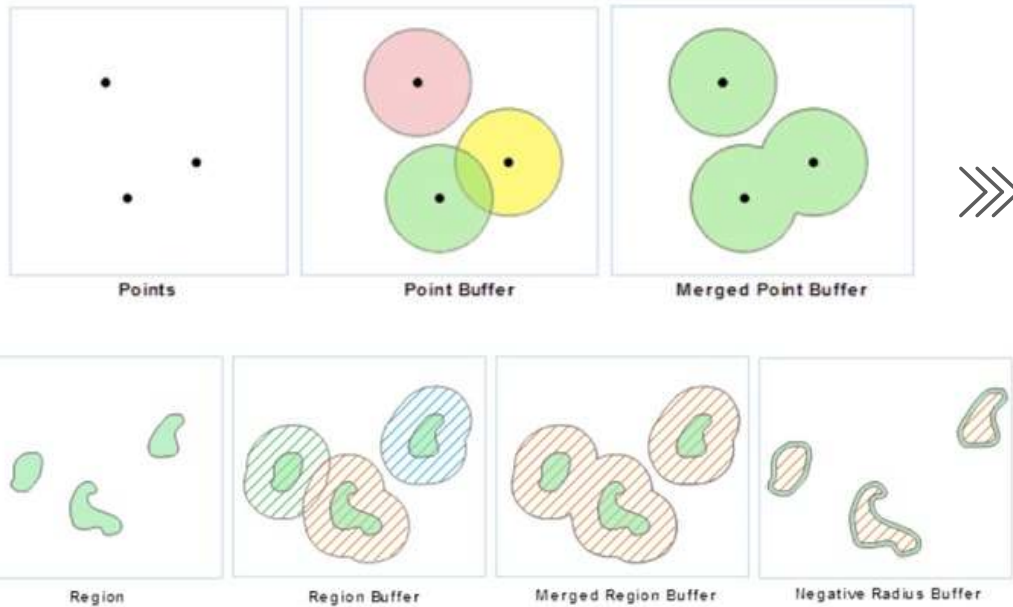 Points
Point Buffer
Merged Point Buffer
Region
Region Buffer
Merged Region Buffer
Negative Radius Buffer